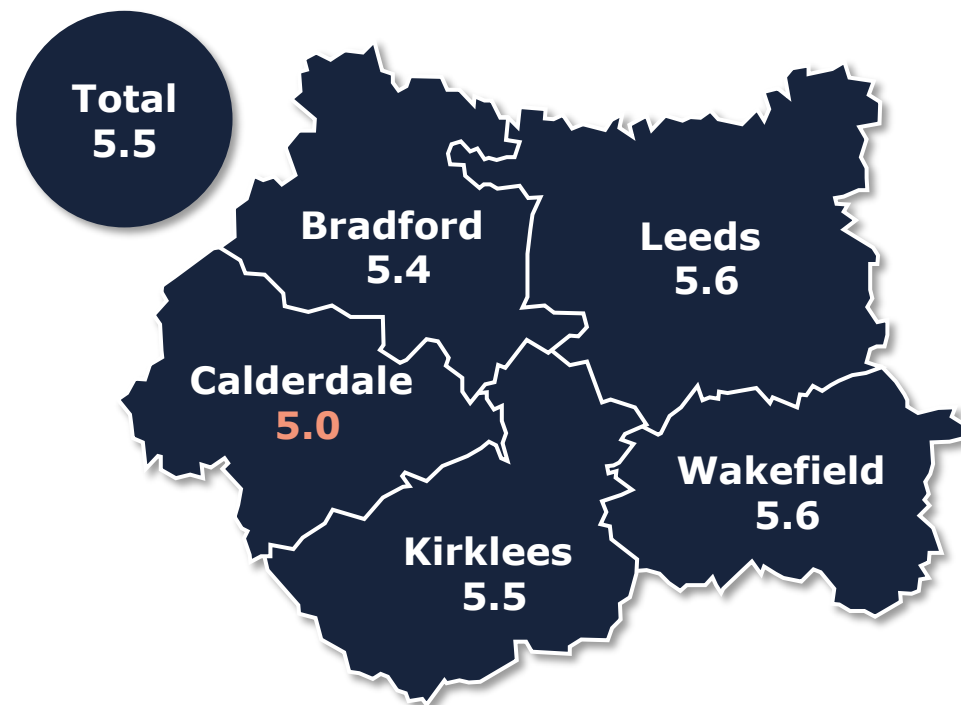 Total
5.5
Bradford
5.4
Leeds
5.6
Calderdale
5.0
Wakefield
5.6
Kirklees
5.5